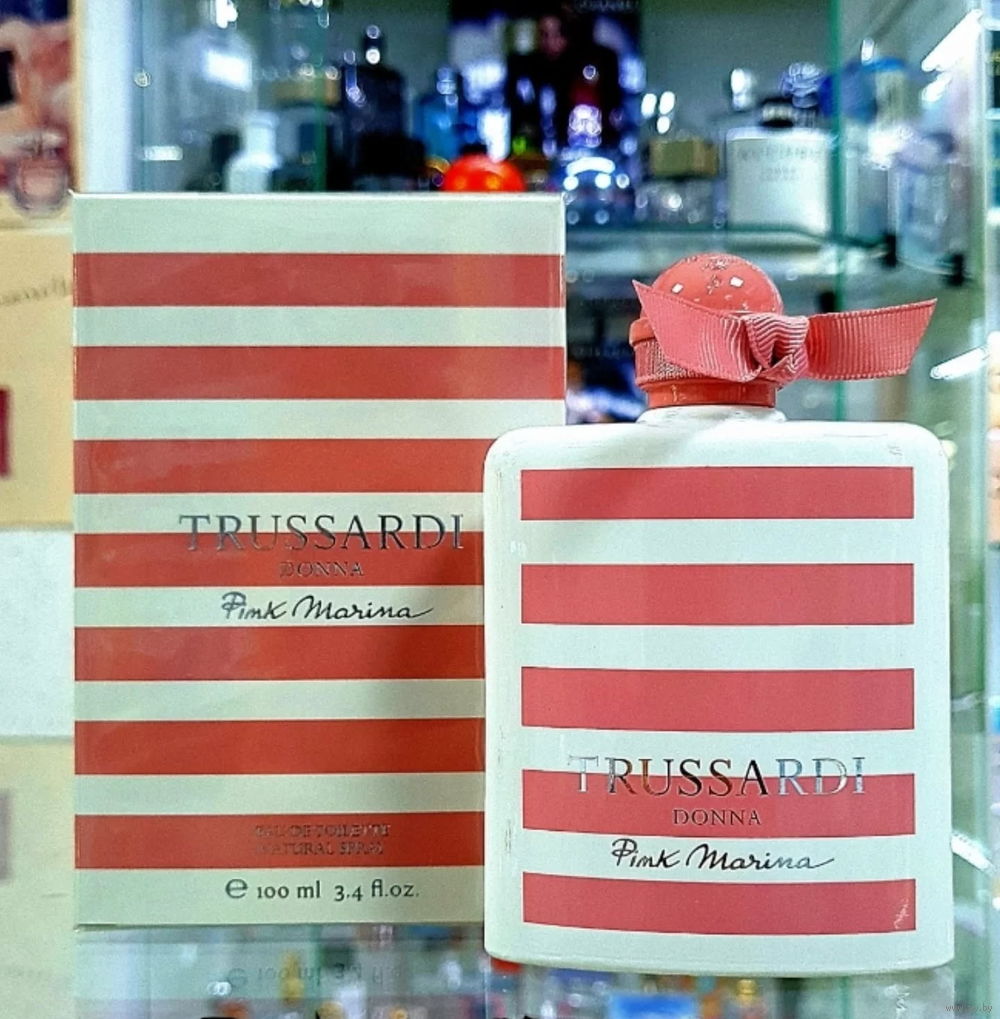 TRUSSARDI
DONNA
Pink Marina
EAU DE TOILETTE
NATURAL SPRAY
e 100 ml 3.4 fl.oz.
TRUSSARDI
DONNA
Pink Marina